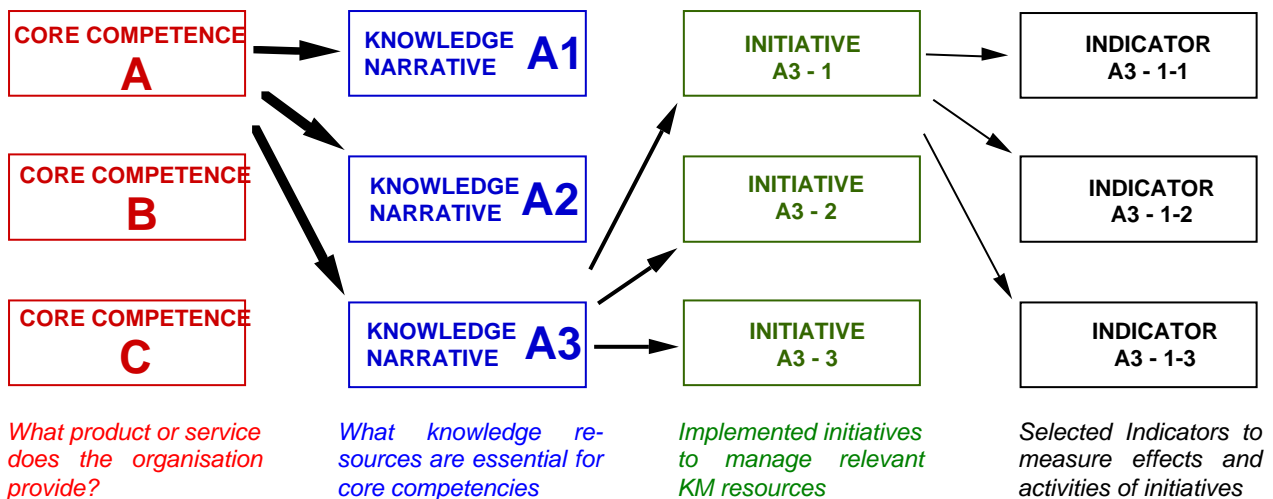 CORE COMPETENCE
A
KNOWLEDGE
NARRATIVE A1
INITIATIVE
A3 - 1
INDICATOR
A3 - 1-1
CORE COMPETENCE
B
KNOWLEDGE
NARRATIVE A2
INITIATIVE
A3 - 2
INDICATOR
A3 - 1-2
CORE COMPETENCE
C
KNOWLEDGE
NARRATIVE A3
INITIATIVE
A3 - 3
INDICATOR
A3 - 1-3
What product or service
does the organisation
provide?
What knowledge re-
sources are essential for
core competencies
Implemented initiatives
to manage relevant
KM resources
Selected Indicators to
measure effects and
activities of initiatives